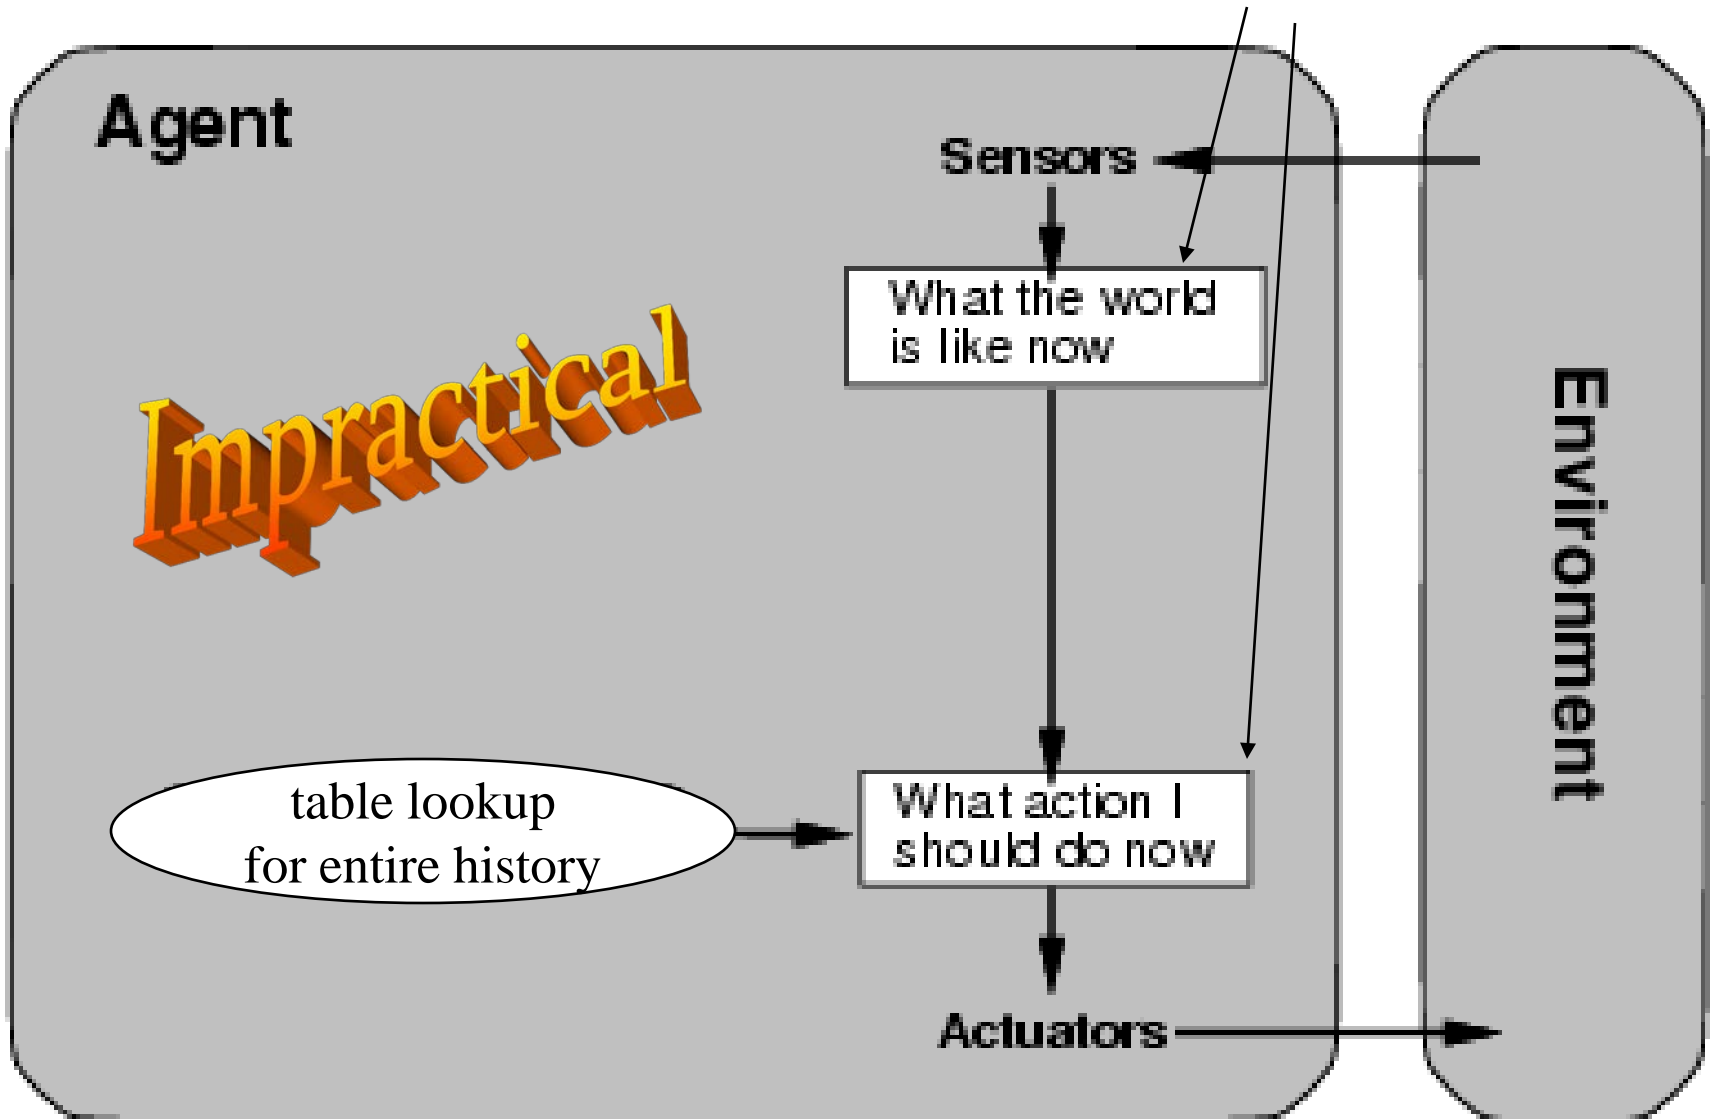 Agent
Sensors
What the world
is like now
Impractical
Environment
table lookup
for entire history
What action I
should do now
Actuators